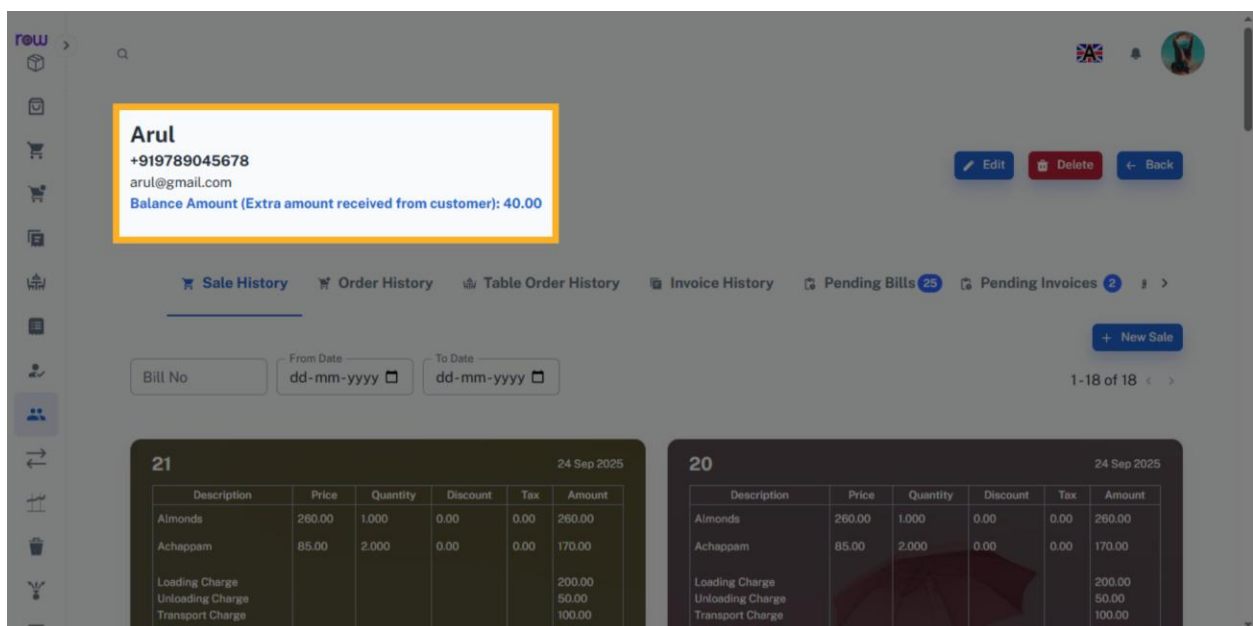 row
Arul
+919789045678
arul@gmail.com
Balance Amount (Extra amount received from customer): 40.00
Edit
Delete
Back
Sale History
Order History
Table Order History
Invoice History
Pending Bills 25
Pending Invoices 2
+ New Sale
Bill No
From Date
dd-mm-yyyy
To Date
dd-mm-yyyy
1-18 of 18
21
24 Sep 2025
Description Price Quantity Discount Tax Amount
Almonds 260.00 1.000 0.00 0.00 260.00
Achappam 85.00 2.000 0.00 0.00 170.00
Loading Charge 200.00
Unloading Charge 50.00
Transport Charge 100.00
20
24 Sep 2025
Description Price Quantity Discount Tax Amount
Almonds 260.00 1.000 0.00 0.00 260.00
Achappam 85.00 2.000 0.00 0.00 170.00
Loading Charge 200.00
Unloading Charge 50.00
Transport Charge 100.00